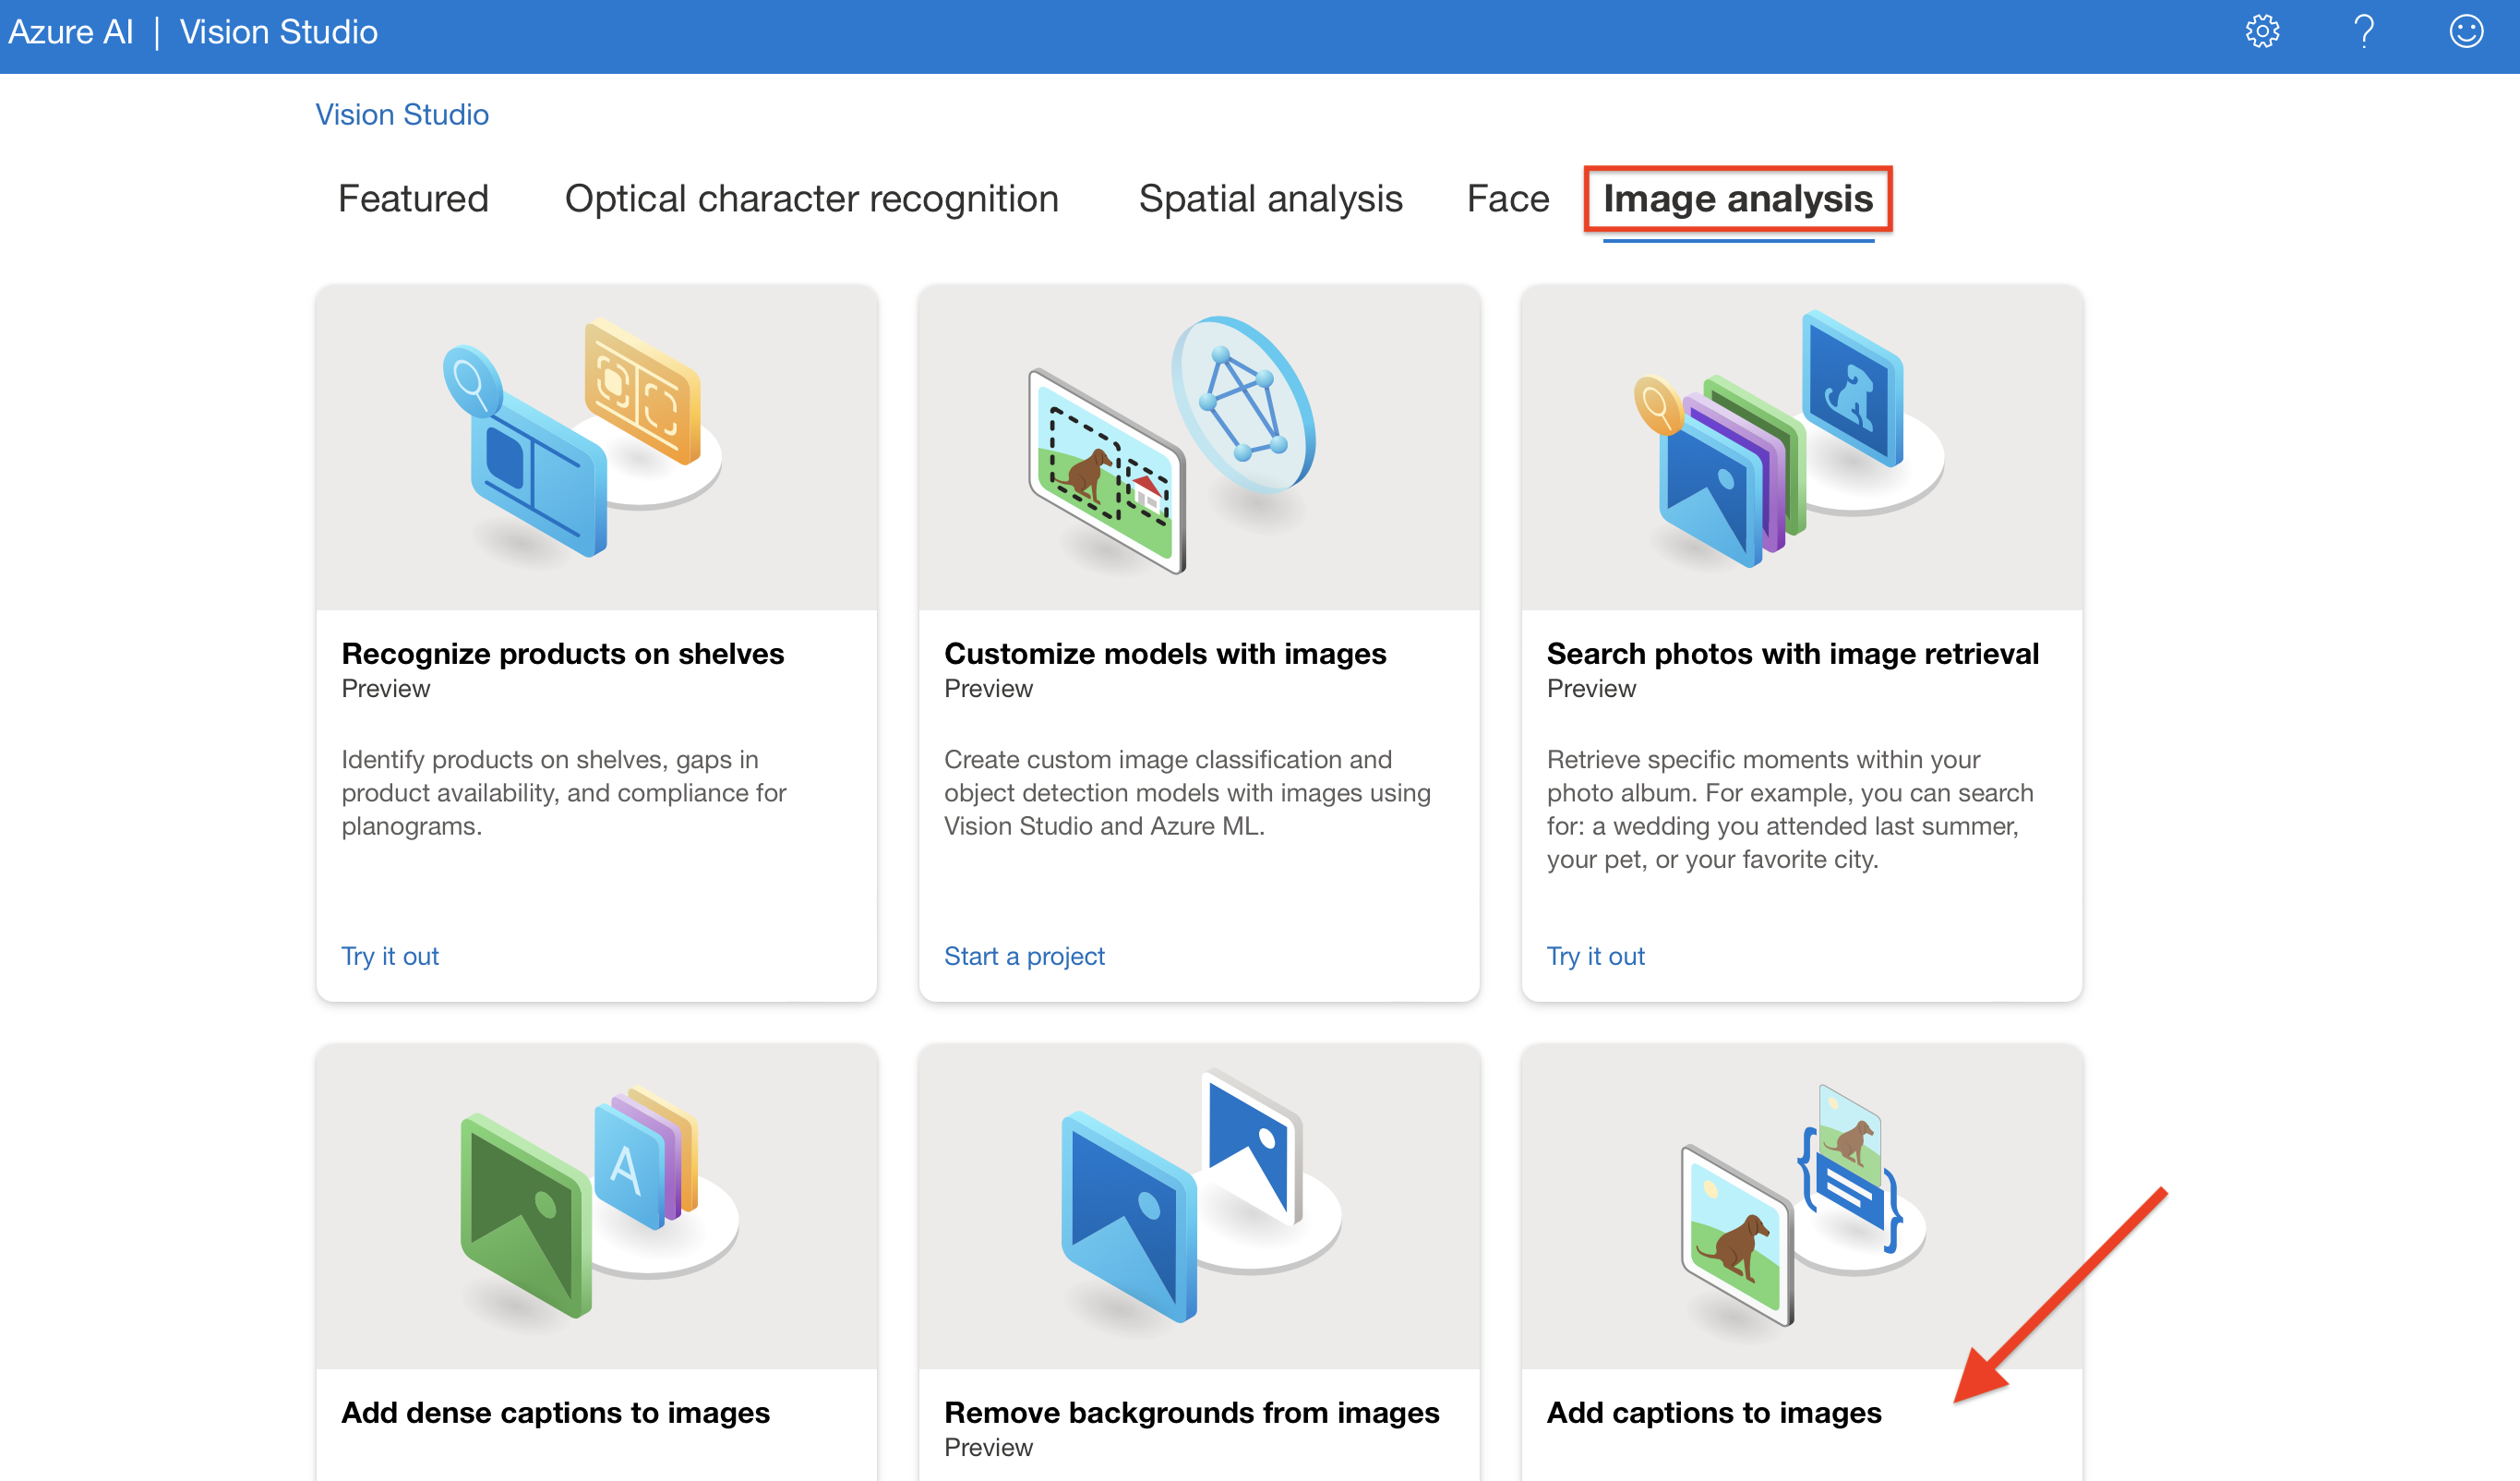 Azure AI | Vision Studio
Vision Studio
Featured Optical character recognition Spatial analysis Face Image analysis
Recognize products on shelves
Preview
Identify products on shelves, gaps in
product availability, and compliance for
planograms.
Try it out
Customize models with images
Preview
Create custom image classification and
object detection models with images using
Vision Studio and Azure ML.
Start a project
Search photos with image retrieval
Preview
Retrieve specific moments within your
photo album. For example, you can search
for: a wedding you attended last summer,
your pet, or your favorite city.
Try it out
A
Add dense captions to images
Remove backgrounds from images
Preview
Add captions to images